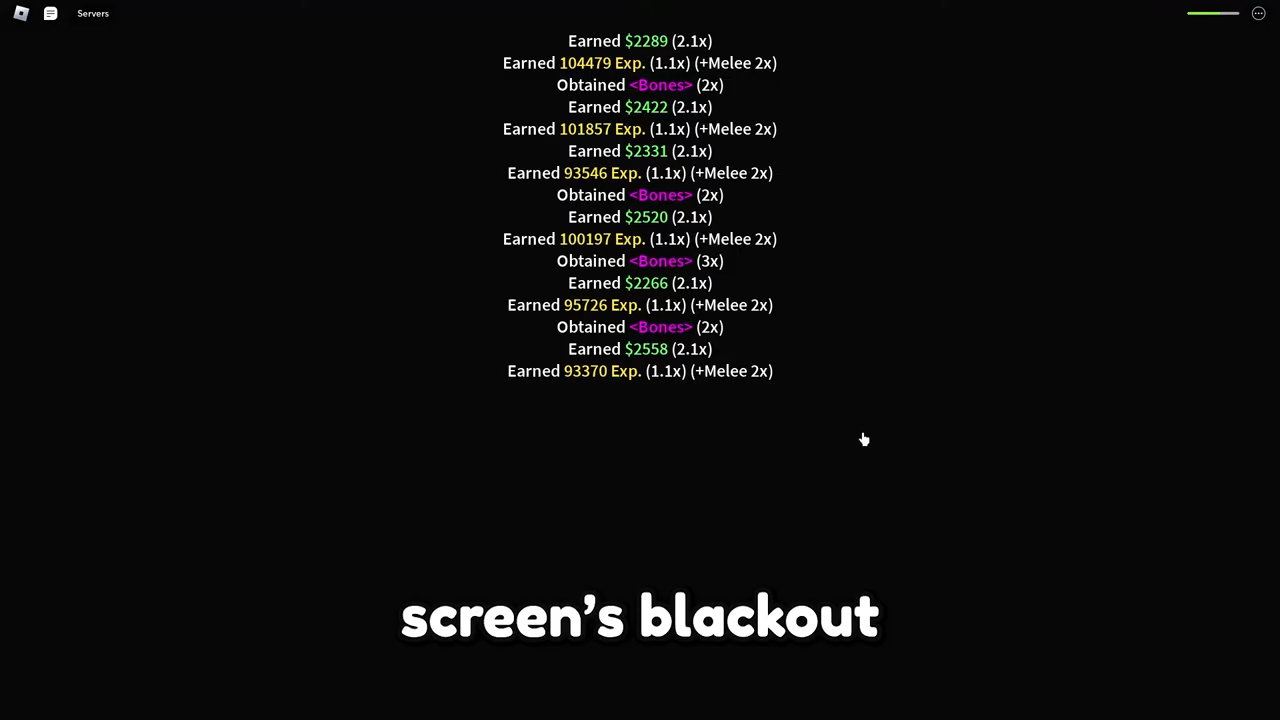 Servers
Earned $2289 (2.1x)
Earned 104479 Exp. (1.1x) (+Melee 2x)
Obtained <Bones> (2x)
Earned $2422 (2.1x)
Earned 101857 Exp. (1.1x) (+Melee 2x)
Earned $2331 (2.1x)
Earned 93546 Exp. (1.1x) (+Melee 2x)
Obtained <Bones> (2x)
Earned $2520 (2.1x)
Earned 100197 Exp. (1.1x) (+Melee 2x)
Obtained <Bones> (3x)
Earned $2266 (2.1x)
Earned 95726 Exp. (1.1x) (+Melee 2x)
Obtained <Bones> (2x)
Earned $2558 (2.1x)
Earned 93370 Exp. (1.1x) (+Melee 2x)
screen’s blackout